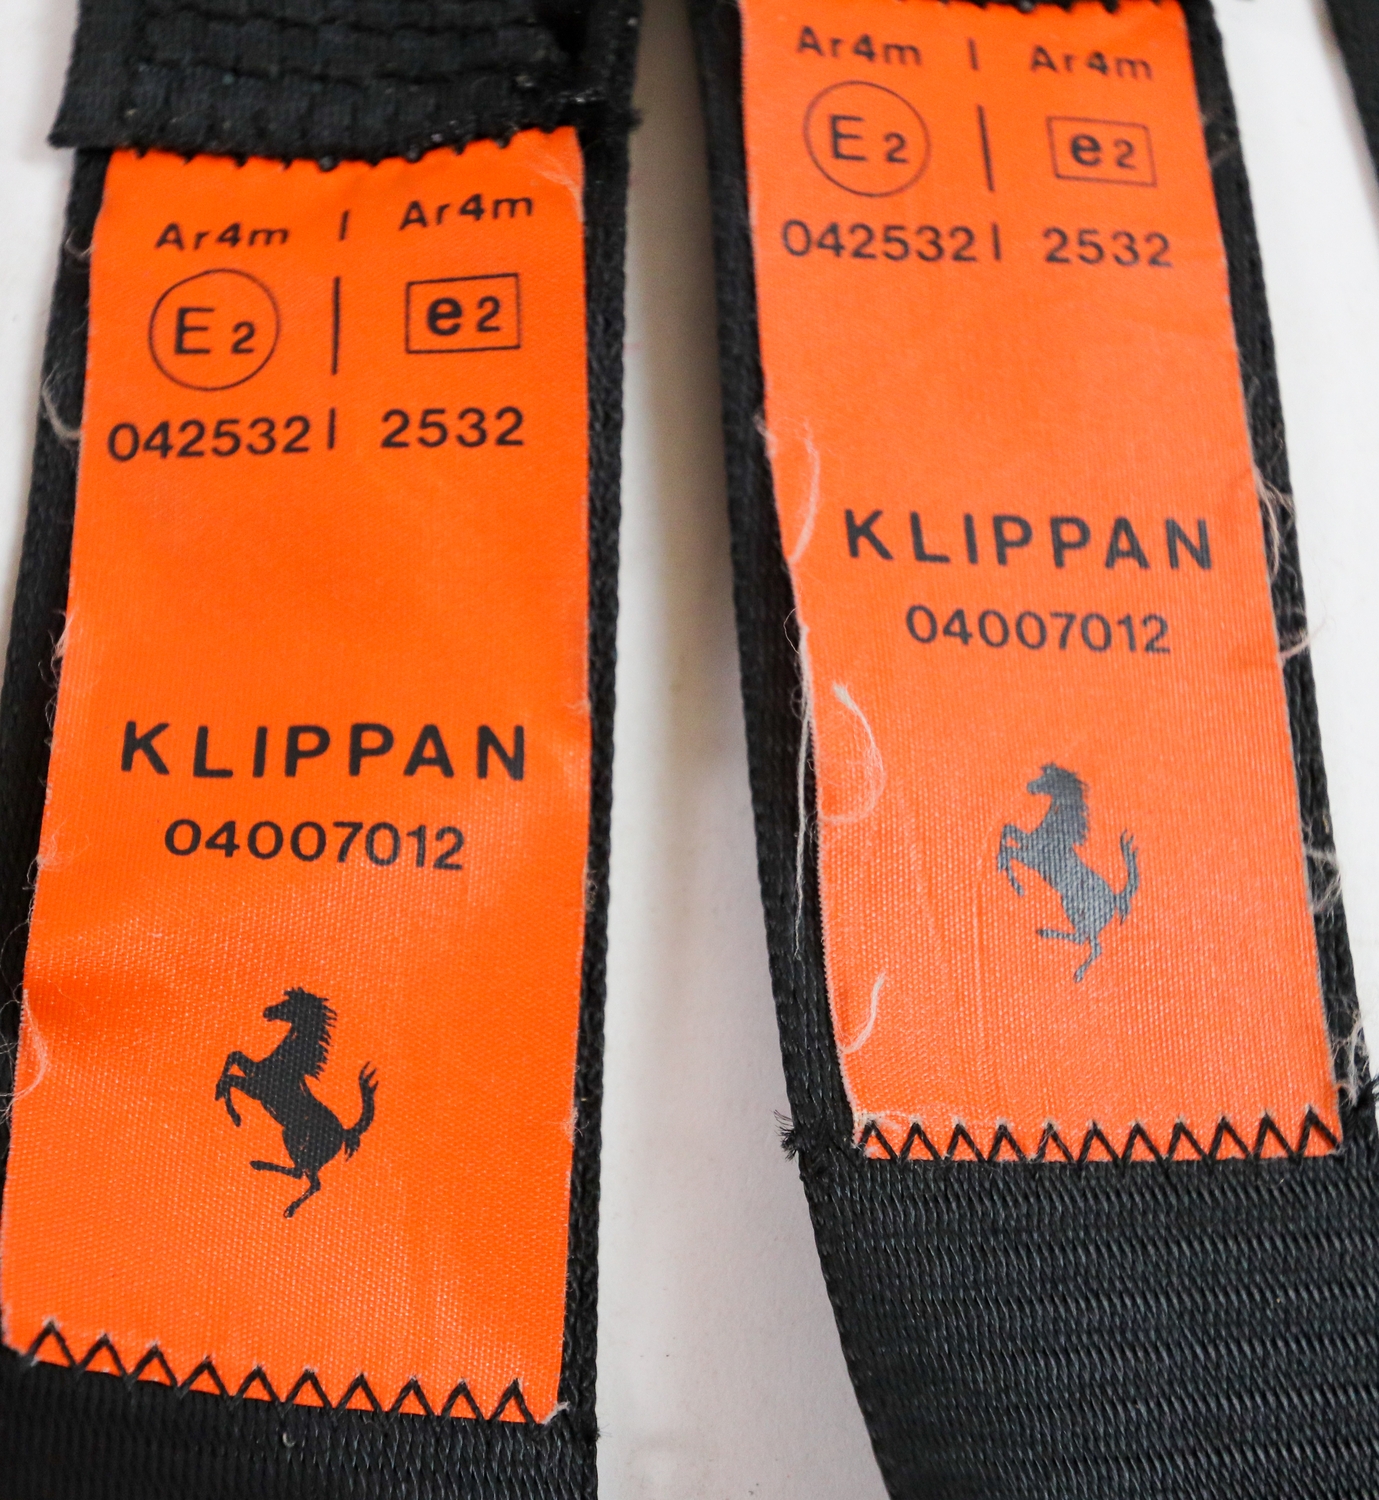 Ar4m | Ar4m
E2 | e2
042532 | 2532
KLIPPAN
04007012
Ar4m | Ar4m
E2 | e2
042532 | 2532
KLIPPAN
04007012